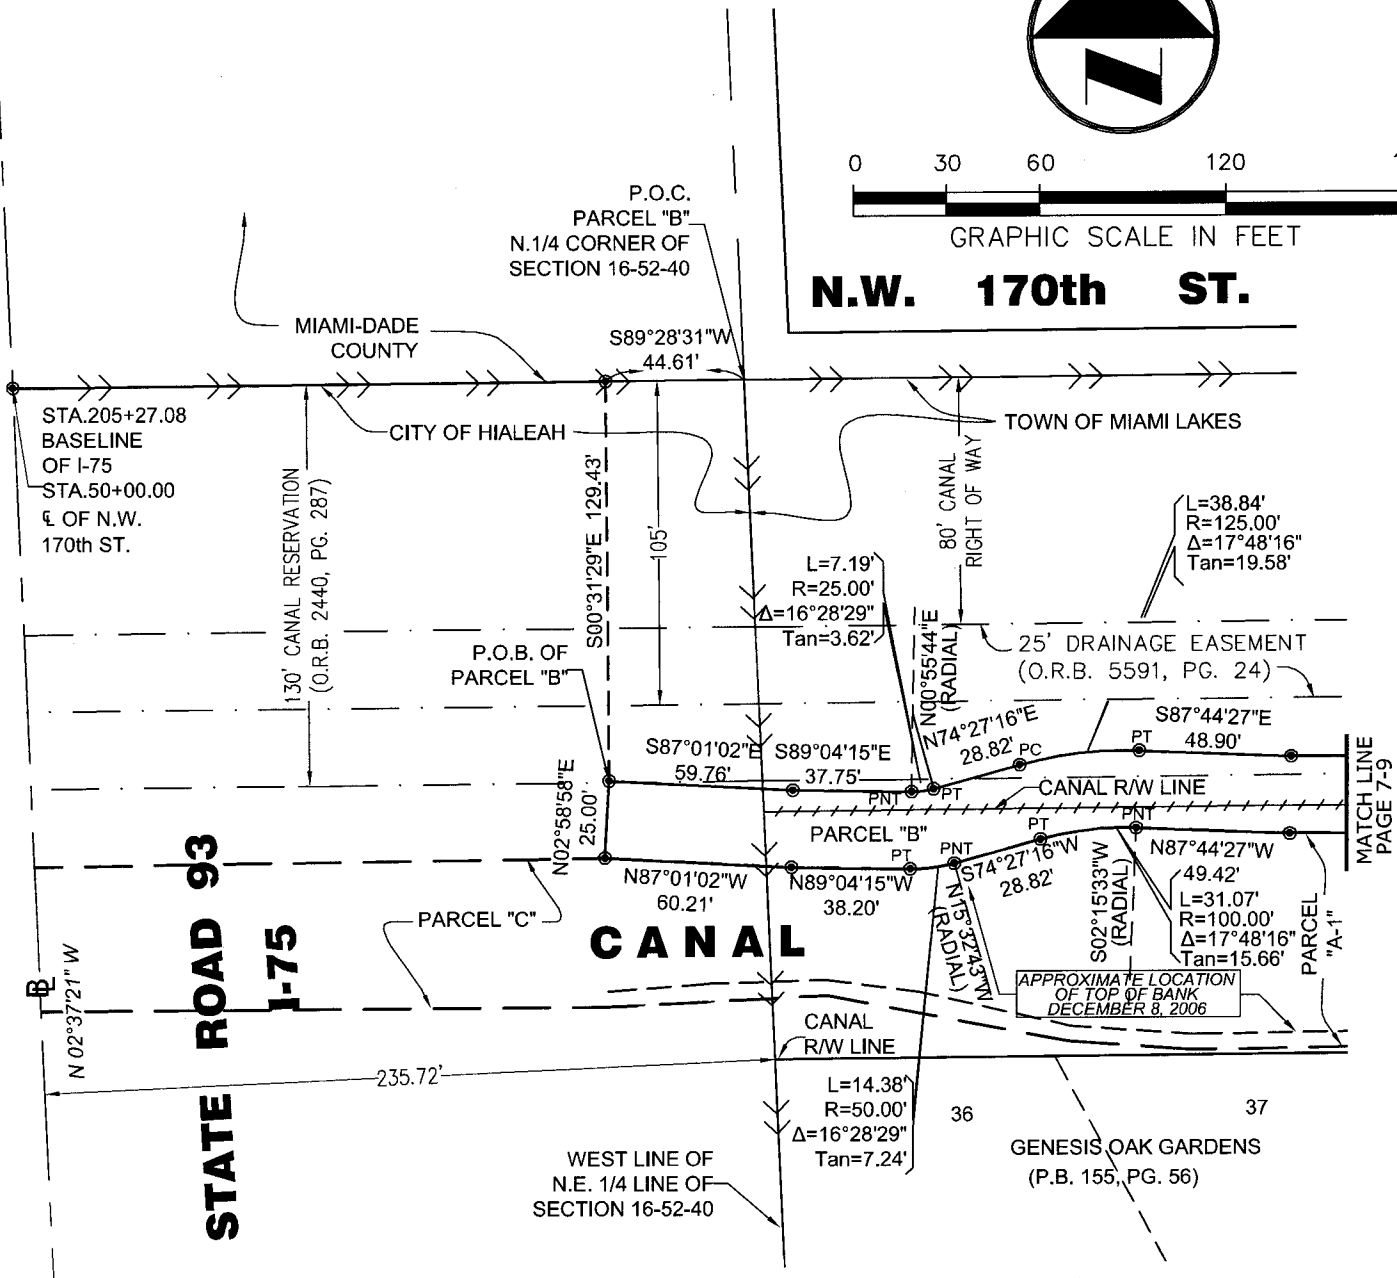 0 30 60 120
GRAPHIC SCALE IN FEET
N.W. 170th ST.
P.O.C.
PARCEL "B"
N.1/4 CORNER OF
SECTION 16-52-40
MIAMI-DADE
COUNTY
S89°28'31"W
44.61'
STA.205+27.08
BASELINE
OF I-75
STA.50+00.00
℄ OF N.W.
170th ST.
CITY OF HIALEAH
TOWN OF MIAMI LAKES
130' CANAL RESERVATION
(O.R.B. 2440, PG. 287)
S00°31'29"E 129.43'
105'
80' CANAL
RIGHT OF WAY
L=38.84'
R=125.00'
Δ=17°48'16"
Tan=19.58'
L=7.19'
R=25.00'
Δ=16°28'29"
Tan=3.62'
N00°55'44"E
(RADIAL)
25' DRAINAGE EASEMENT
(O.R.B. 5591, PG. 24)
P.O.B. OF
PARCEL "B"
S87°01'02"E
59.76'
S89°04'15"E
37.75'
N74°27'16"E
28.82'
PC
PT
S87°44'27"E
48.90'
PNT
PT
CANAL R/W LINE
MATCH LINE
PAGE 7-9
N02°58'58"E
25.00'
PARCEL "B"
PT
PNT
PT
PNT
N87°01'02"W
60.21'
N89°04'15"W
38.20'
S74°27'16"W
28.82'
N87°44'27"W
49.42'
L=31.07'
R=100.00'
Δ=17°48'16"
Tan=15.66'
N15°32'43"W
(RADIAL)
S02°15'33"W
(RADIAL)
PARCEL
"A-1"
PARCEL "C"
CANAL
STATE ROAD 93
I-75
BL
N 02°37'21" W
APPROXIMATE LOCATION
OF TOP OF BANK
DECEMBER 8, 2006
CANAL
R/W LINE
235.72'
L=14.38'
R=50.00'
Δ=16°28'29"
Tan=7.24'
36
37
GENESIS OAK GARDENS
(P.B. 155, PG. 56)
WEST LINE OF
N.E. 1/4 LINE OF
SECTION 16-52-40